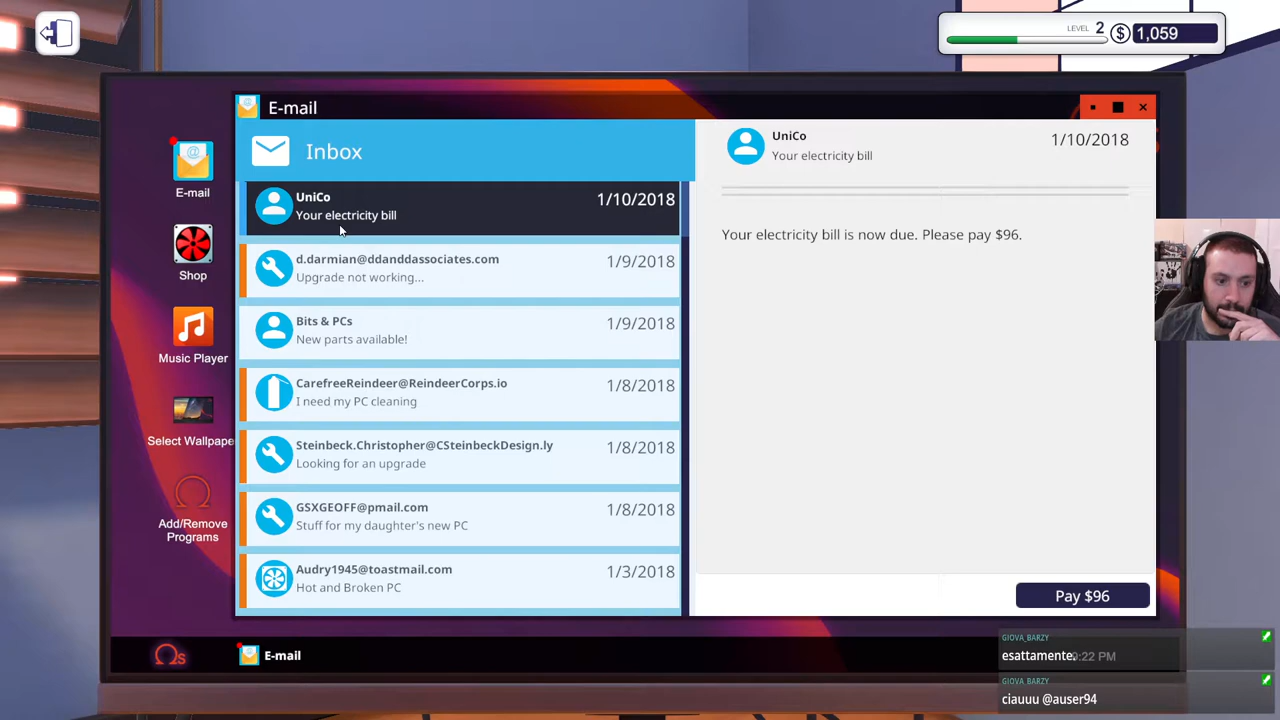 LEVEL 2
$ 1,059
E-mail
Inbox
UniCo
Your electricity bill
1/10/2018
d.darmian@ddanddassociates.com
Upgrade not working...
1/9/2018
Bits & PCs
New parts available!
1/9/2018
CarefreeReindeer@ReindeerCorps.io
I need my PC cleaning
1/8/2018
Steinbeck.Christopher@CSteinbeckDesign.ly
Looking for an upgrade
1/8/2018
GSXGEOFF@pmail.com
Stuff for my daughter's new PC
1/8/2018
Audry1945@toastmail.com
Hot and Broken PC
1/3/2018
UniCo
Your electricity bill
1/10/2018
Your electricity bill is now due. Please pay $96.
Pay $96
E-mail
Shop
Music Player
Select Wallpape
Add/Remove
Programs
Ωs
E-mail
GIOVA_BARZY
esattamente.
:22 PM
GIOVA_BARZY
ciauuu @auser94